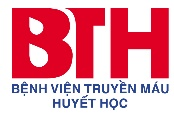 BTH
BỆNH VIỆN TRUYỀN MÁU
HUYẾT HỌC